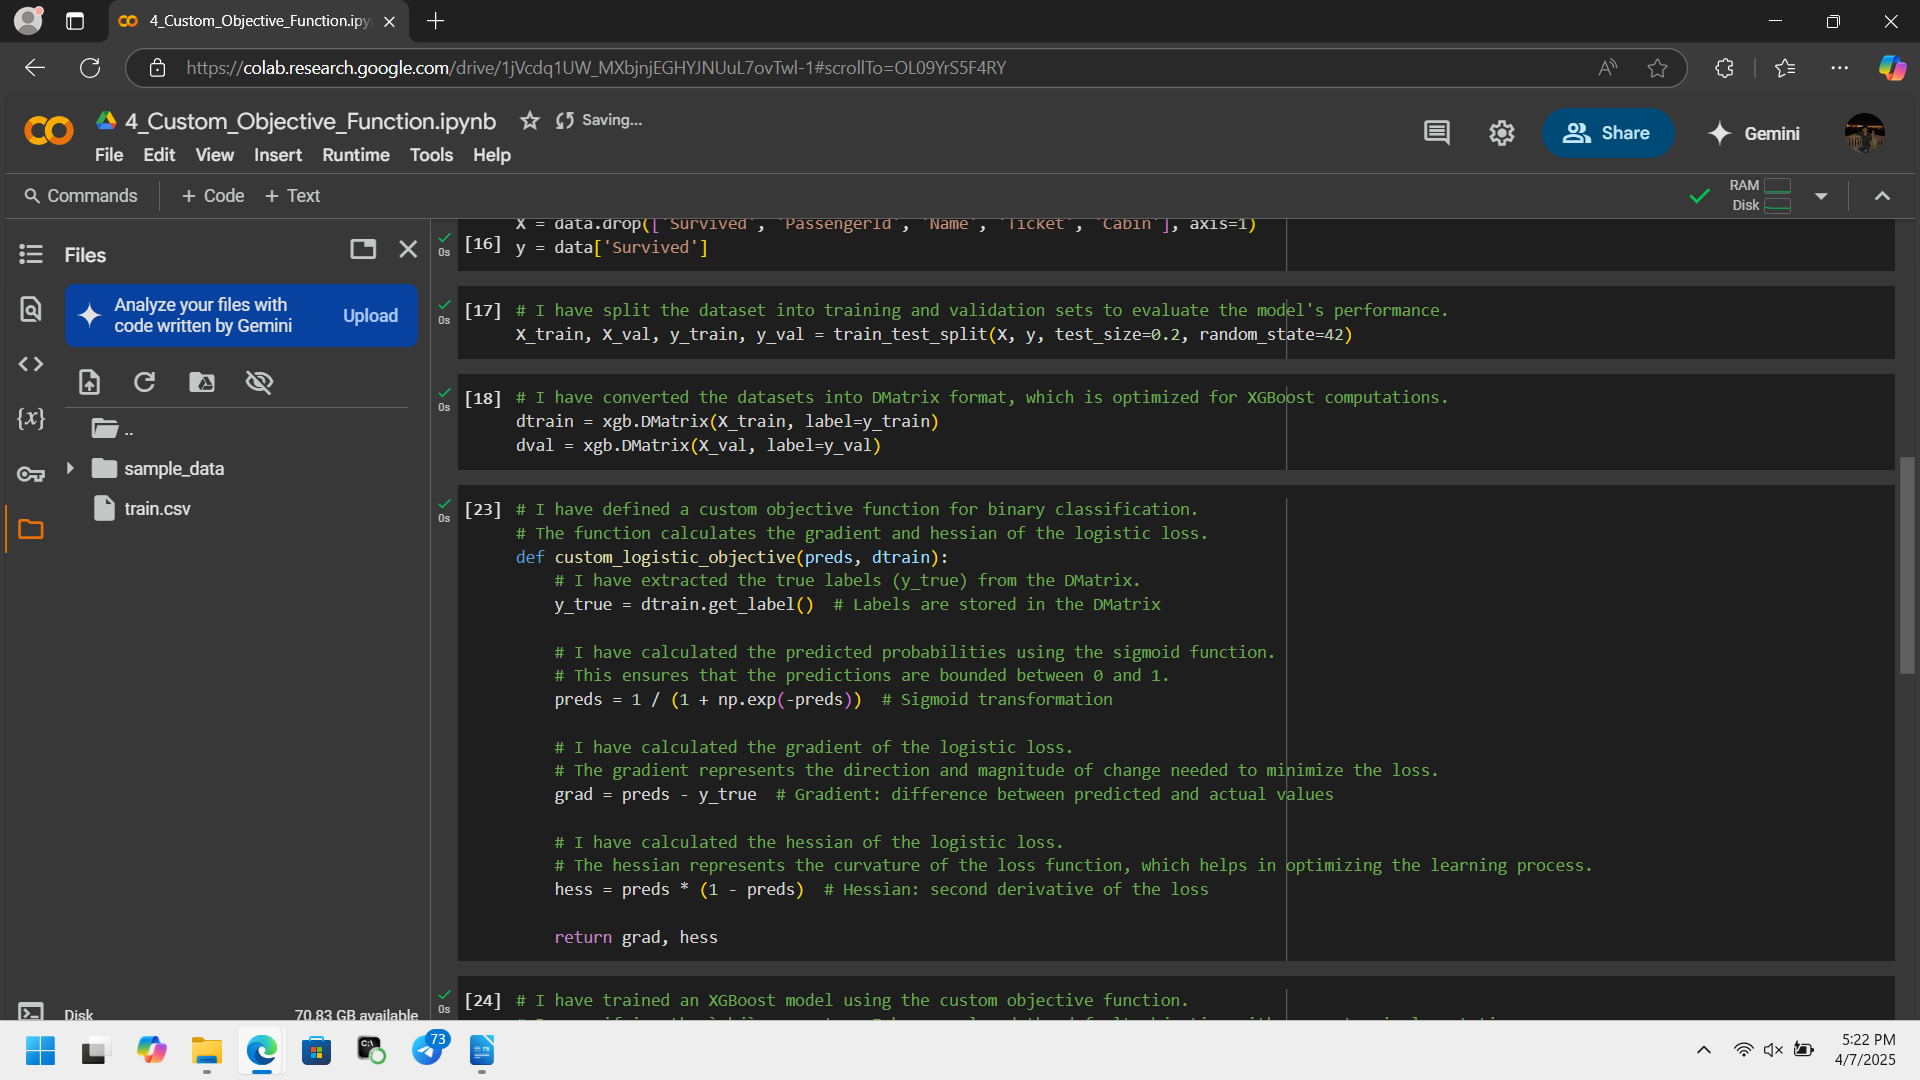 4_Custom_Objective_Function.ipy
https://colab.research.google.com/drive/1jVcdq1UW_MXbjnjEGHYJNUuL7ovTwl-1#scrollTo=OL09YrS5F4RY
4_Custom_Objective_Function.ipynb
Saving...
File Edit View Insert Runtime Tools Help
Share
Gemini
Commands
+ Code
+ Text
RAM
Disk
Files
Analyze your files with
code written by Gemini
Upload
{x}
..
sample_data
train.csv
Disk
70.83 GB available
X = data.drop(['Survived', 'PassengerId', 'Name', 'Ticket', 'Cabin'], axis=1)
0s
[16] y = data['Survived']
[17] # I have split the dataset into training and validation sets to evaluate the model's performance.
0s
X_train, X_val, y_train, y_val = train_test_split(X, y, test_size=0.2, random_state=42)
[18] # I have converted the datasets into DMatrix format, which is optimized for XGBoost computations.
0s
dtrain = xgb.DMatrix(X_train, label=y_train)
dval = xgb.DMatrix(X_val, label=y_val)
[23] # I have defined a custom objective function for binary classification.
0s
# The function calculates the gradient and hessian of the logistic loss.
def custom_logistic_objective(preds, dtrain):
# I have extracted the true labels (y_true) from the DMatrix.
y_true = dtrain.get_label()  # Labels are stored in the DMatrix
# I have calculated the predicted probabilities using the sigmoid function.
# This ensures that the predictions are bounded between 0 and 1.
preds = 1 / (1 + np.exp(-preds))  # Sigmoid transformation
# I have calculated the gradient of the logistic loss.
# The gradient represents the direction and magnitude of change needed to minimize the loss.
grad = preds - y_true  # Gradient: difference between predicted and actual values
# I have calculated the hessian of the logistic loss.
# The hessian represents the curvature of the loss function, which helps in optimizing the learning process.
hess = preds * (1 - preds)  # Hessian: second derivative of the loss
return grad, hess
[24] # I have trained an XGBoost model using the custom objective function.
0s
73
5:22 PM
4/7/2025